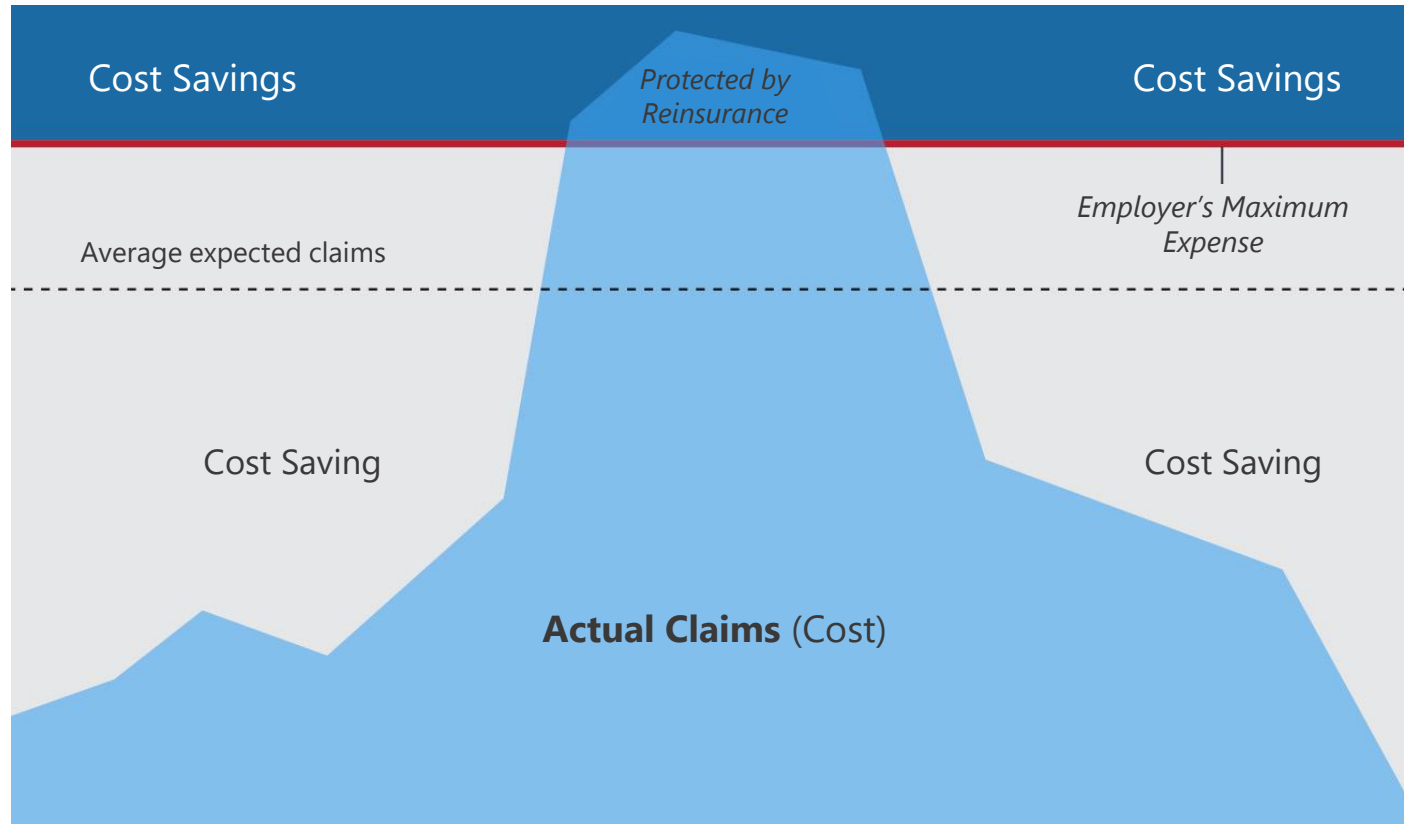 Cost Savings
Protected by
Reinsurance
Cost Savings
Employer’s Maximum
Expense
Average expected claims
Cost Saving
Cost Saving
Actual Claims (Cost)